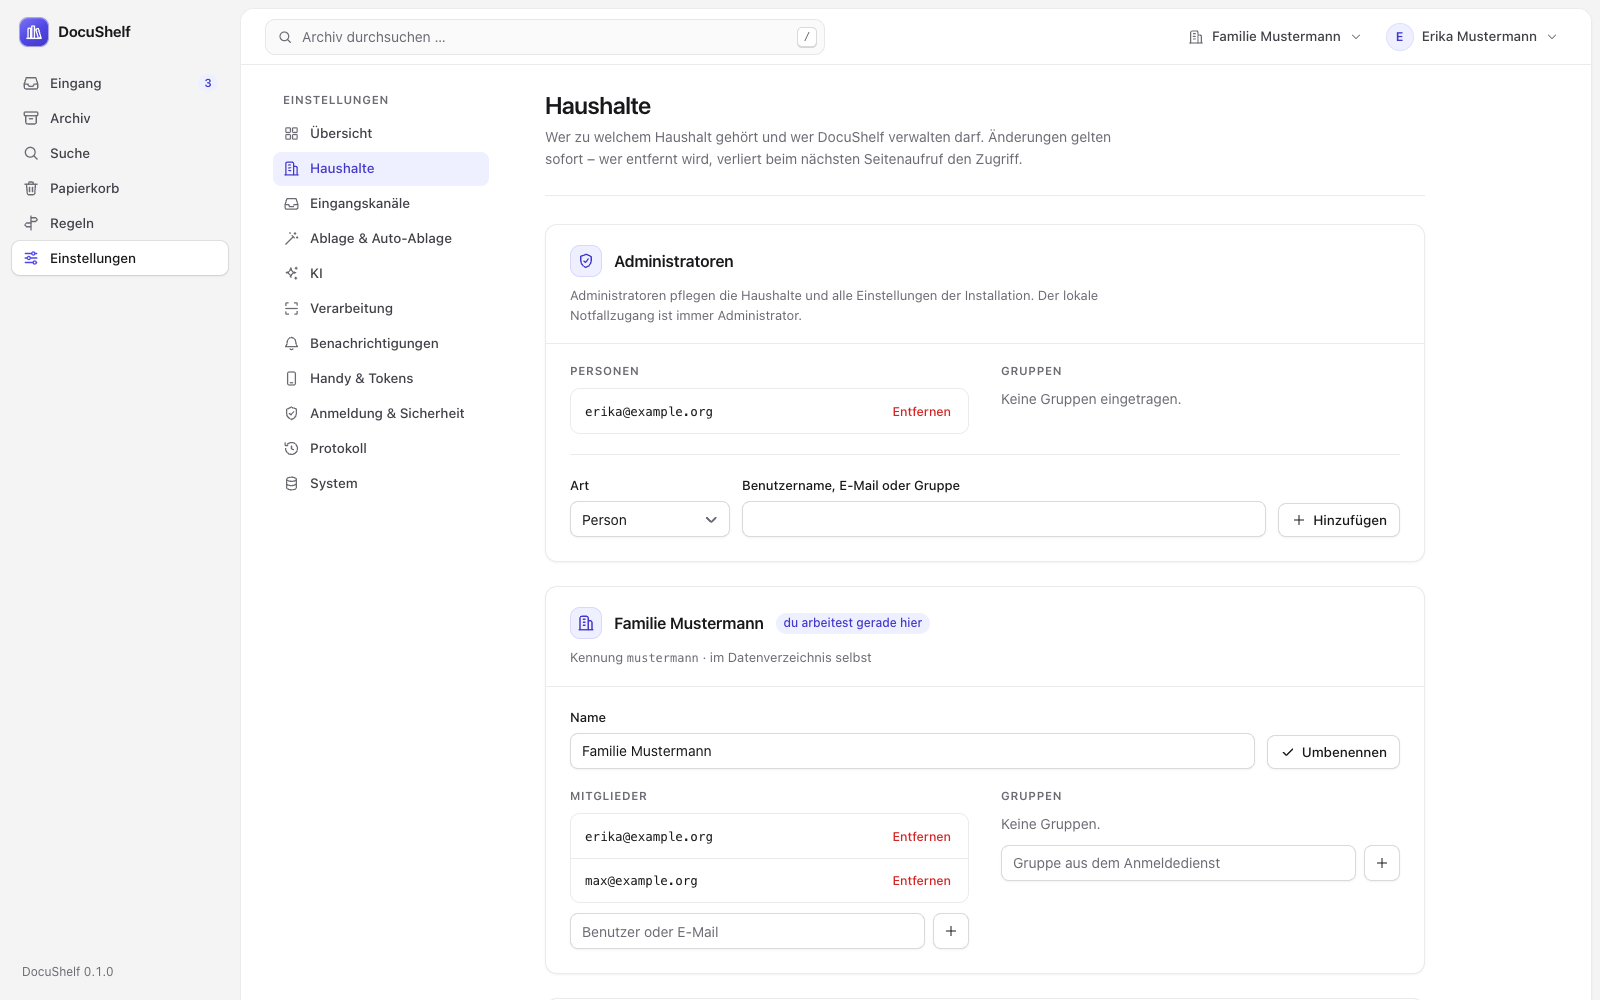 DocuShelf
Eingang 3
Archiv
Suche
Papierkorb
Regeln
Einstellungen
DocuShelf 0.1.0
Archiv durchsuchen ... /
Familie Mustermann
E Erika Mustermann
EINSTELLUNGEN
Übersicht
Haushalte
Eingangskanäle
Ablage & Auto-Ablage
KI
Verarbeitung
Benachrichtigungen
Handy & Tokens
Anmeldung & Sicherheit
Protokoll
System
Haushalte
Wer zu welchem Haushalt gehört und wer DocuShelf verwalten darf. Änderungen gelten
sofort – wer entfernt wird, verliert beim nächsten Seitenaufruf den Zugriff.
Administratoren
Administratoren pflegen die Haushalte und alle Einstellungen der Installation. Der lokale
Notfallzugang ist immer Administrator.
PERSONEN
erika@example.org Entfernen
GRUPPEN
Keine Gruppen eingetragen.
Art
Person
Benutzername, E-Mail oder Gruppe
Hinzufügen
Familie Mustermann du arbeitest gerade hier
Kennung mustermann · im Datenverzeichnis selbst
Name
Familie Mustermann
Umbenennen
MITGLIEDER
erika@example.org Entfernen
max@example.org Entfernen
Benutzer oder E-Mail
GRUPPEN
Keine Gruppen.
Gruppe aus dem Anmeldedienst